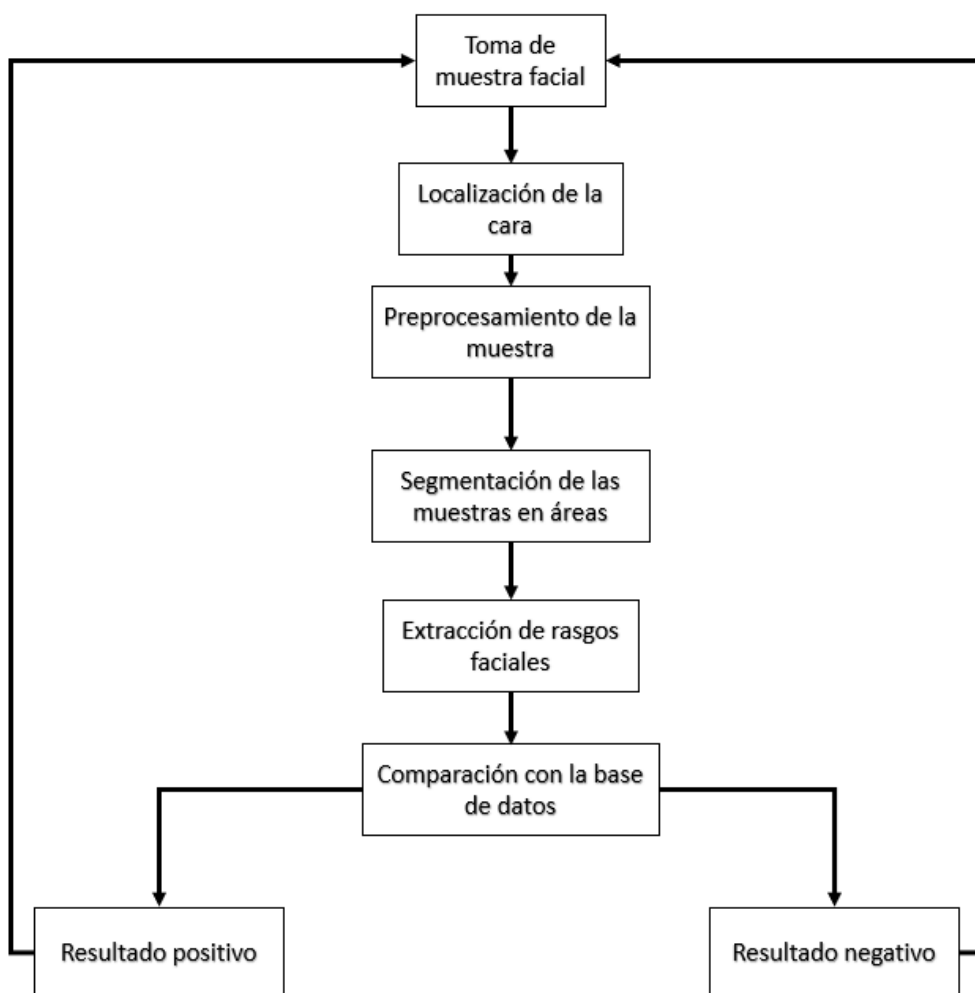 Toma de
muestra facial
Localización de la
cara
Preprocesamiento de la
muestra
Segmentación de las
muestras en áreas
Extracción de rasgos
faciales
Comparación con la base
de datos
Resultado positivo
Resultado negativo